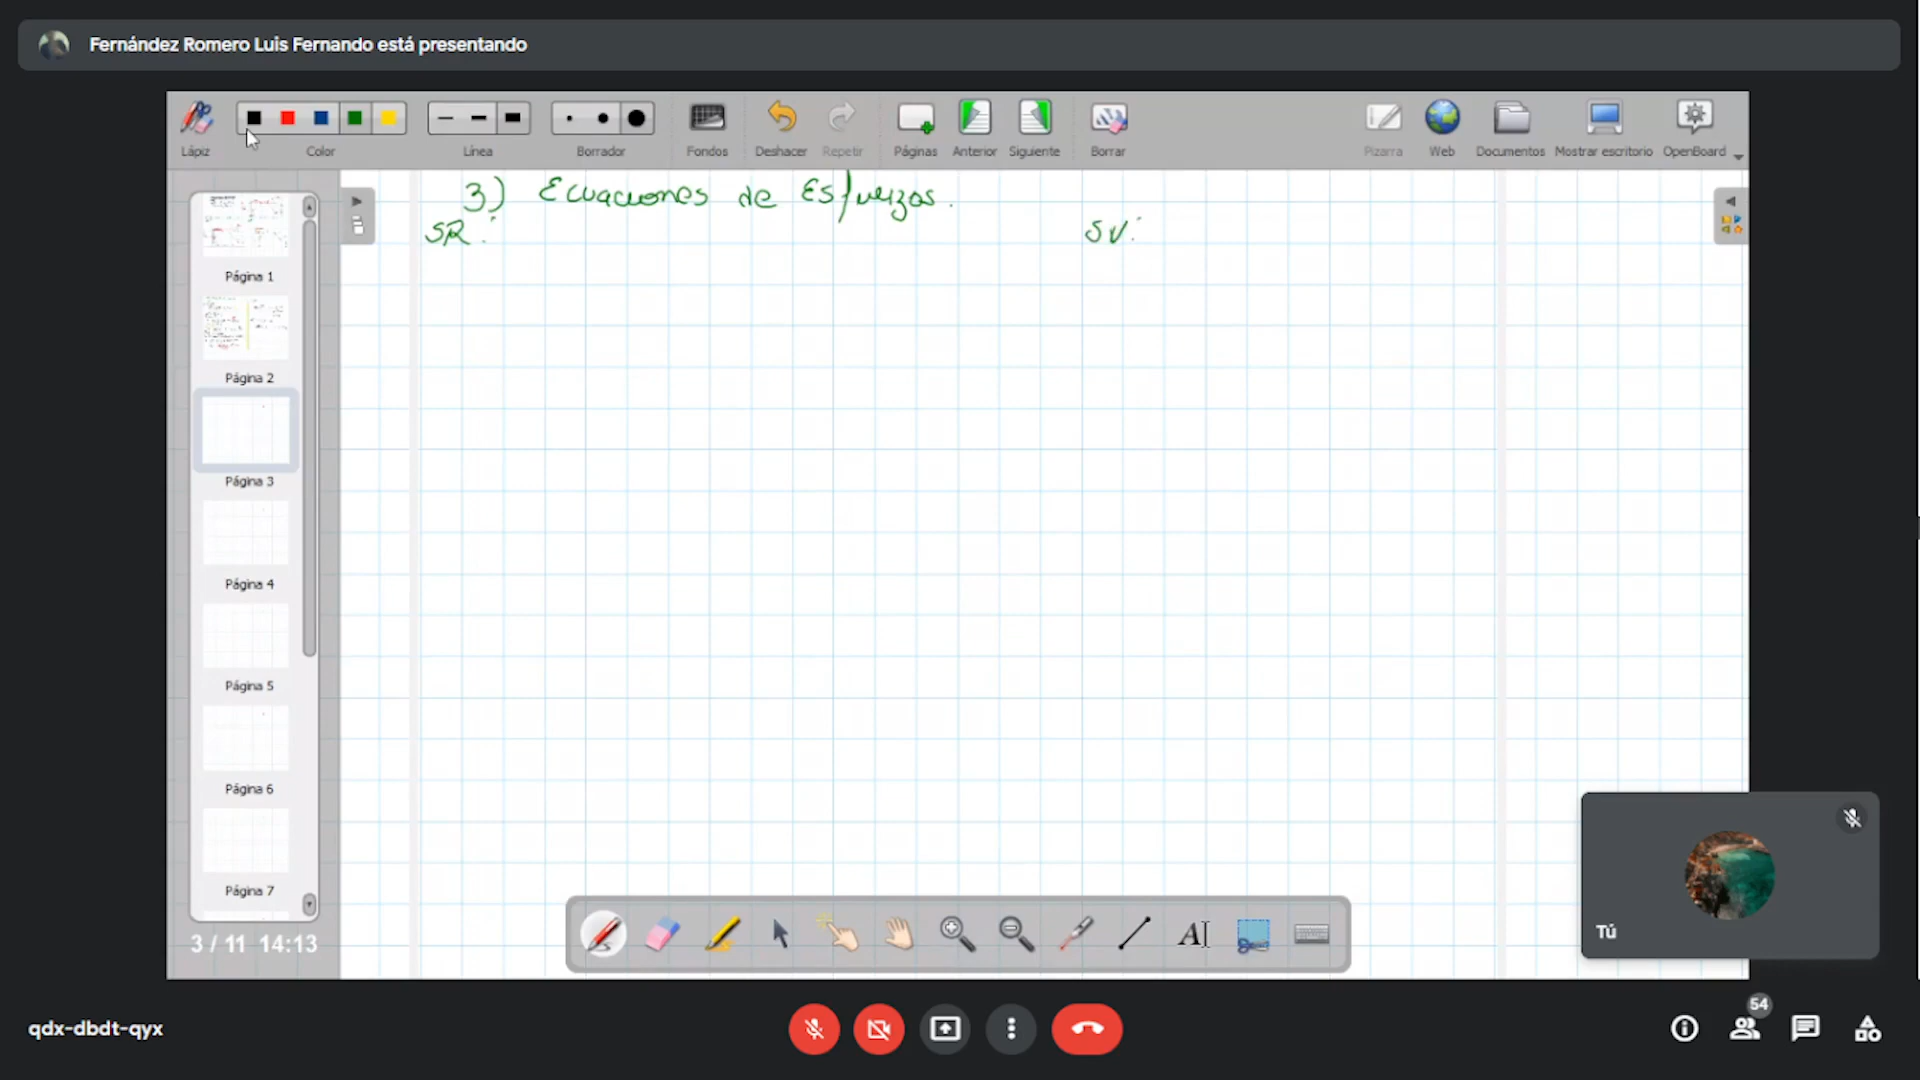 Fernández Romero Luis Fernando está presentando
Lápiz
Color
Línea
Borrador
Fondos
Deshacer
Repetir
Páginas
Anterior
Siguiente
Borrar
Pizarra
Web
Documentos
Mostrar escritorio
OpenBoard
3) Ecuaciones de Esfuerzos.
SR:
SV:
Página 1
Página 2
Página 3
Página 4
Página 5
Página 6
Página 7
3 / 11 14:13
Tú
qdx-dbdt-qyx
54